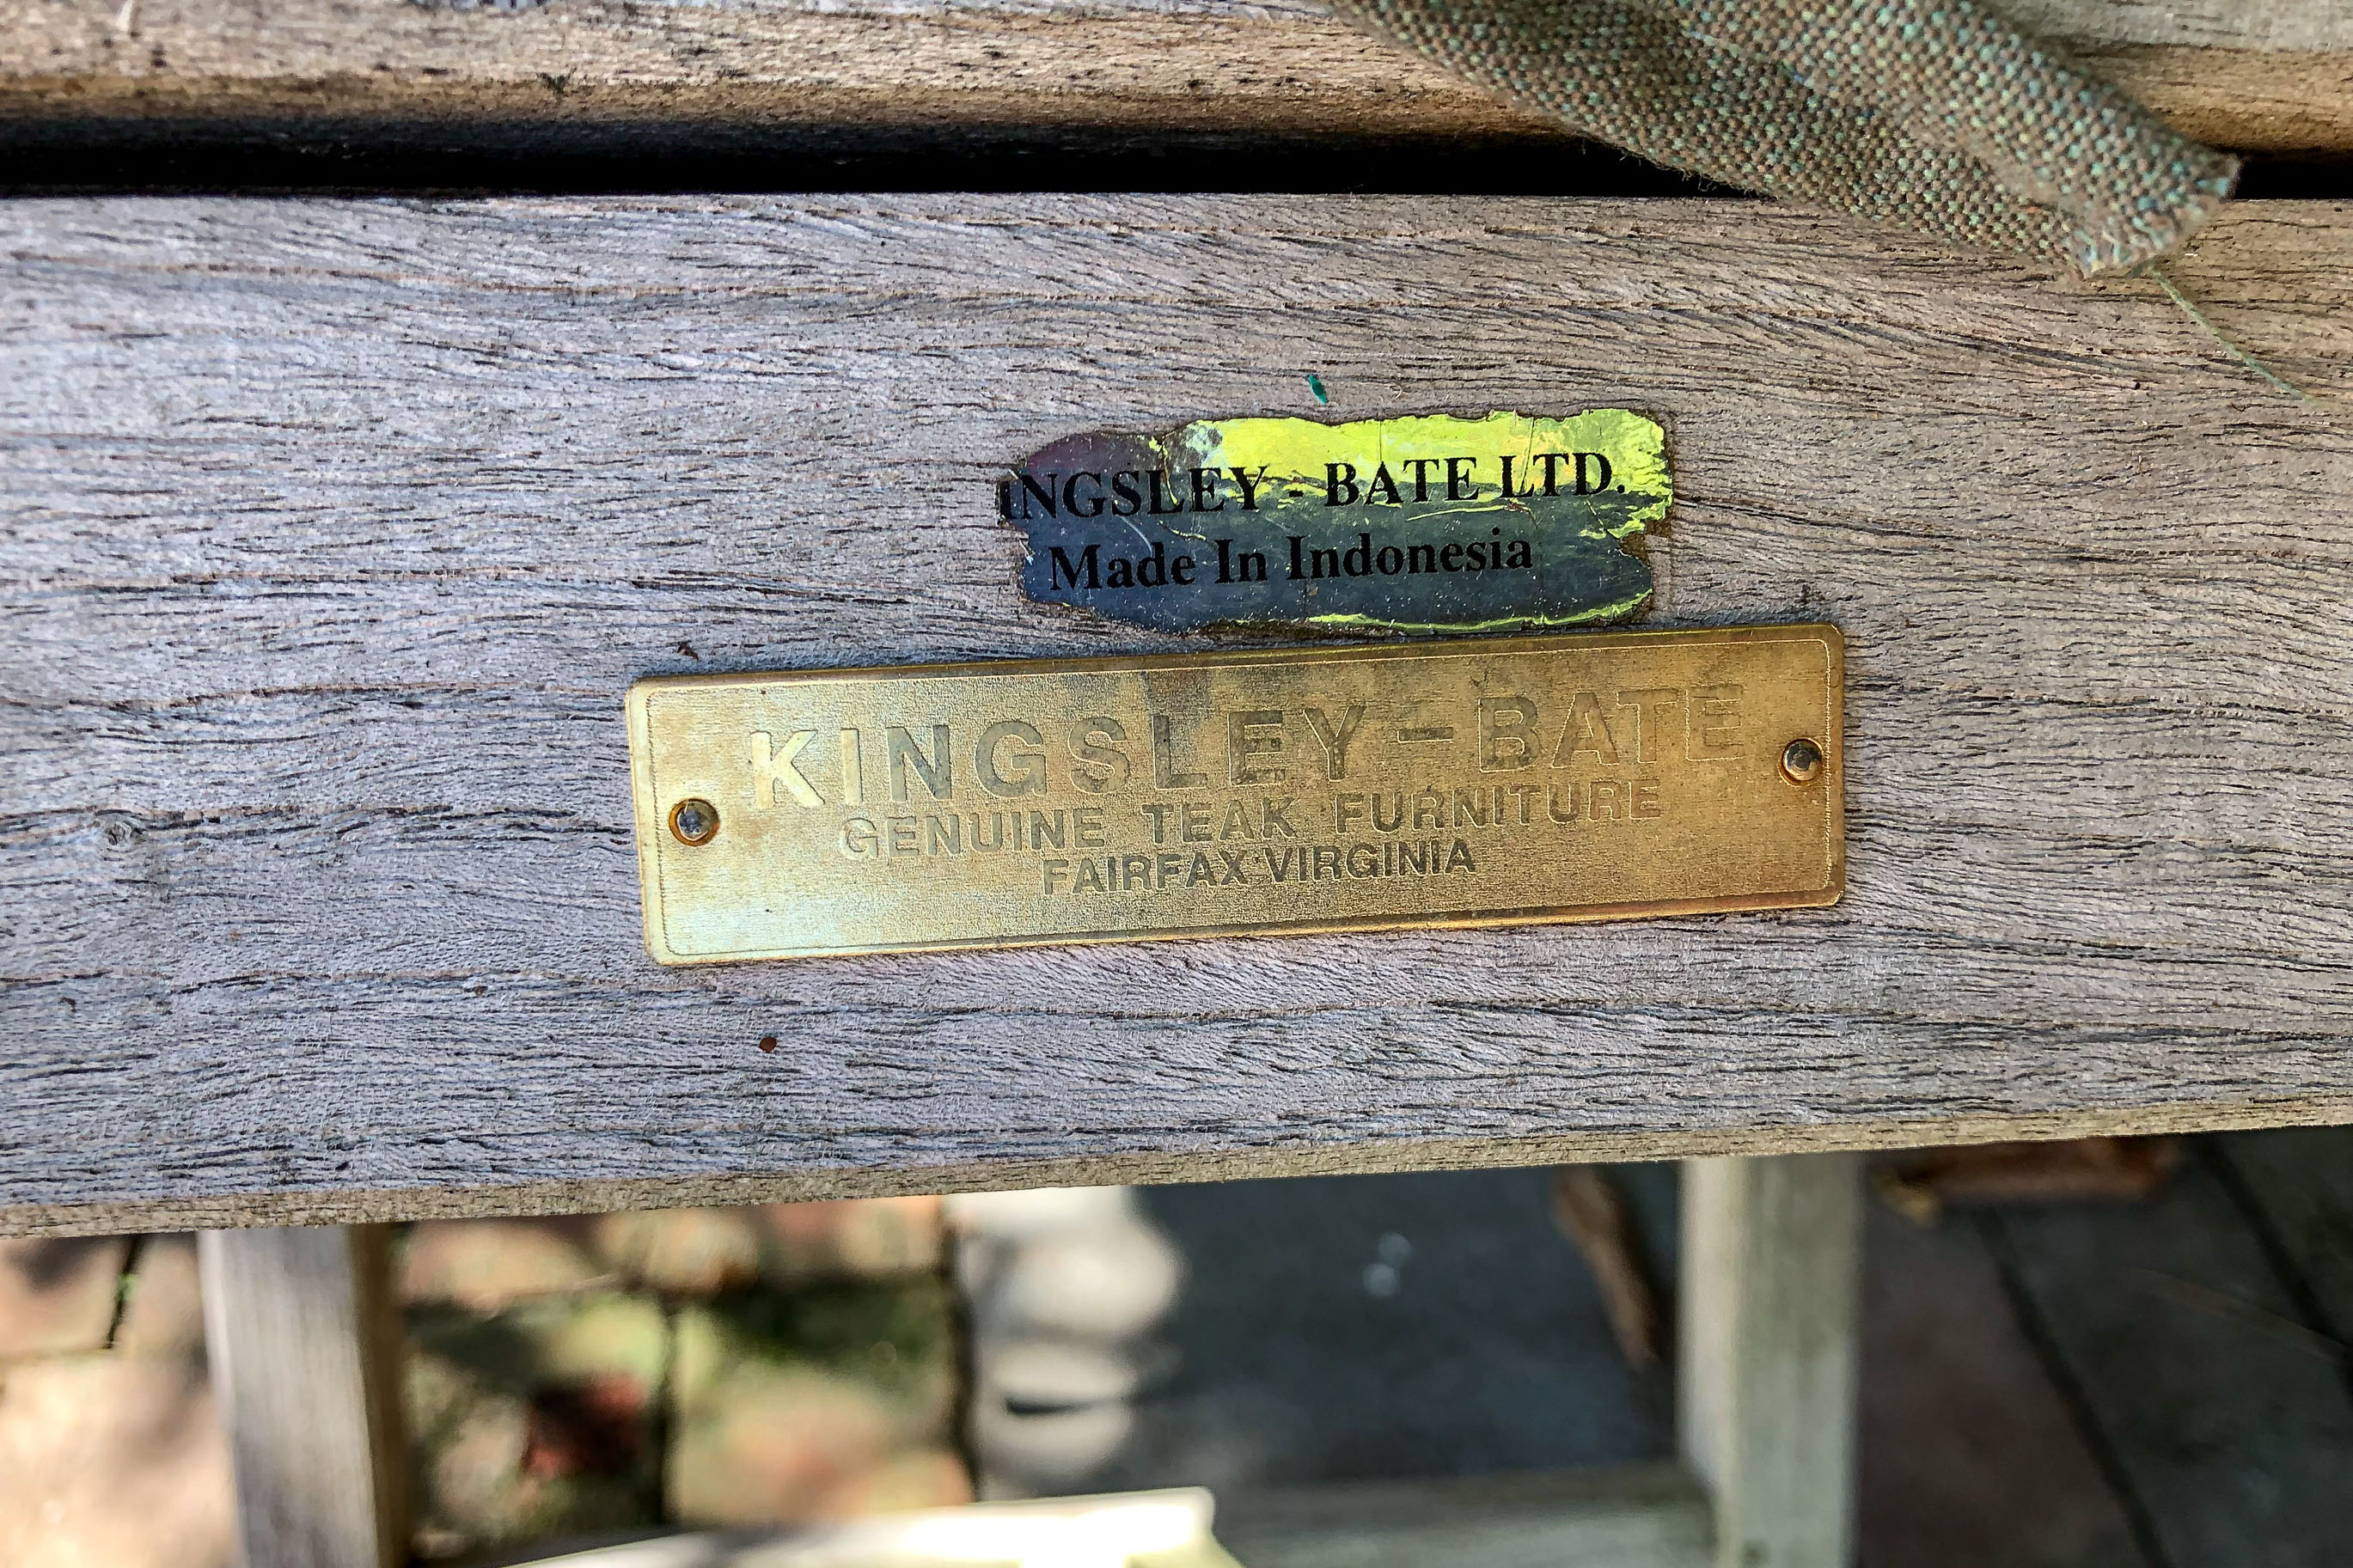 INGSLEY - BATE LTD.
Made In Indonesia
KINGSLEY-BATE
GENUINE TEAK FURNITURE
FAIRFAX VIRGINIA